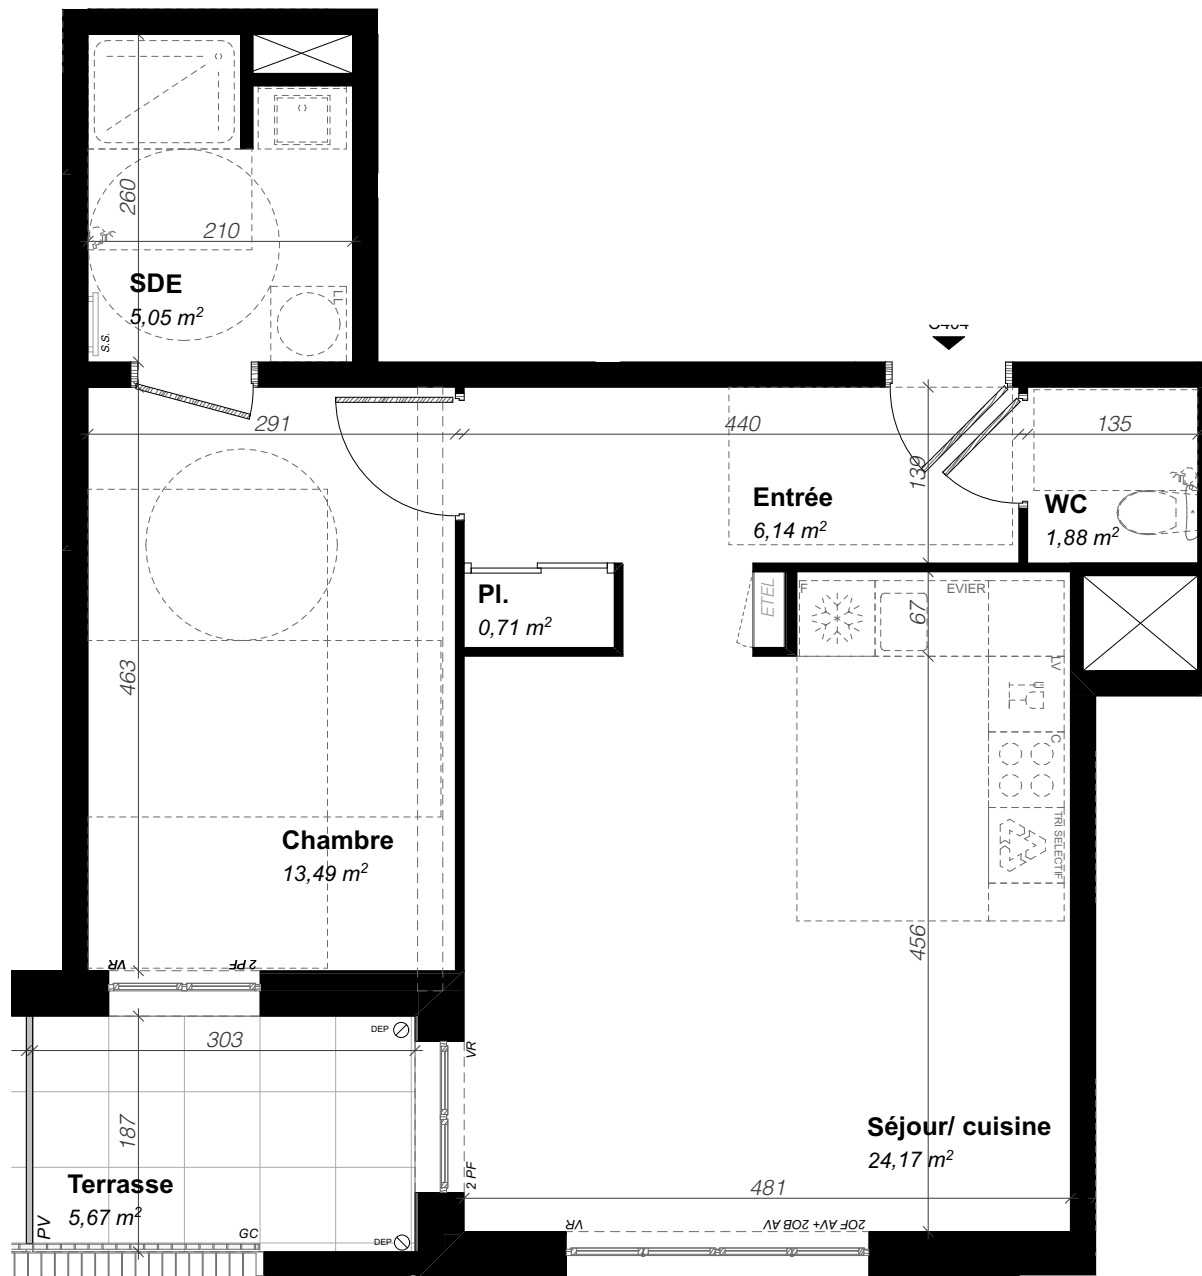 260
210
SDE
5,05 m²
s.s.
LL
291
440
135
139
Entrée
6,14 m²
WC
1,88 m²
Pl.
0,71 m²
ETEL
F
67
EVIER
LV
C
TRI SELECTIF
463
Chambre
13,49 m²
456
VR
2 PF
DEP
303
VR
187
Séjour/ cuisine
24,17 m²
Terrasse
5,67 m²
2 PF
481
PV
GC
DEP
VR
2OF AV+ 2OB AV